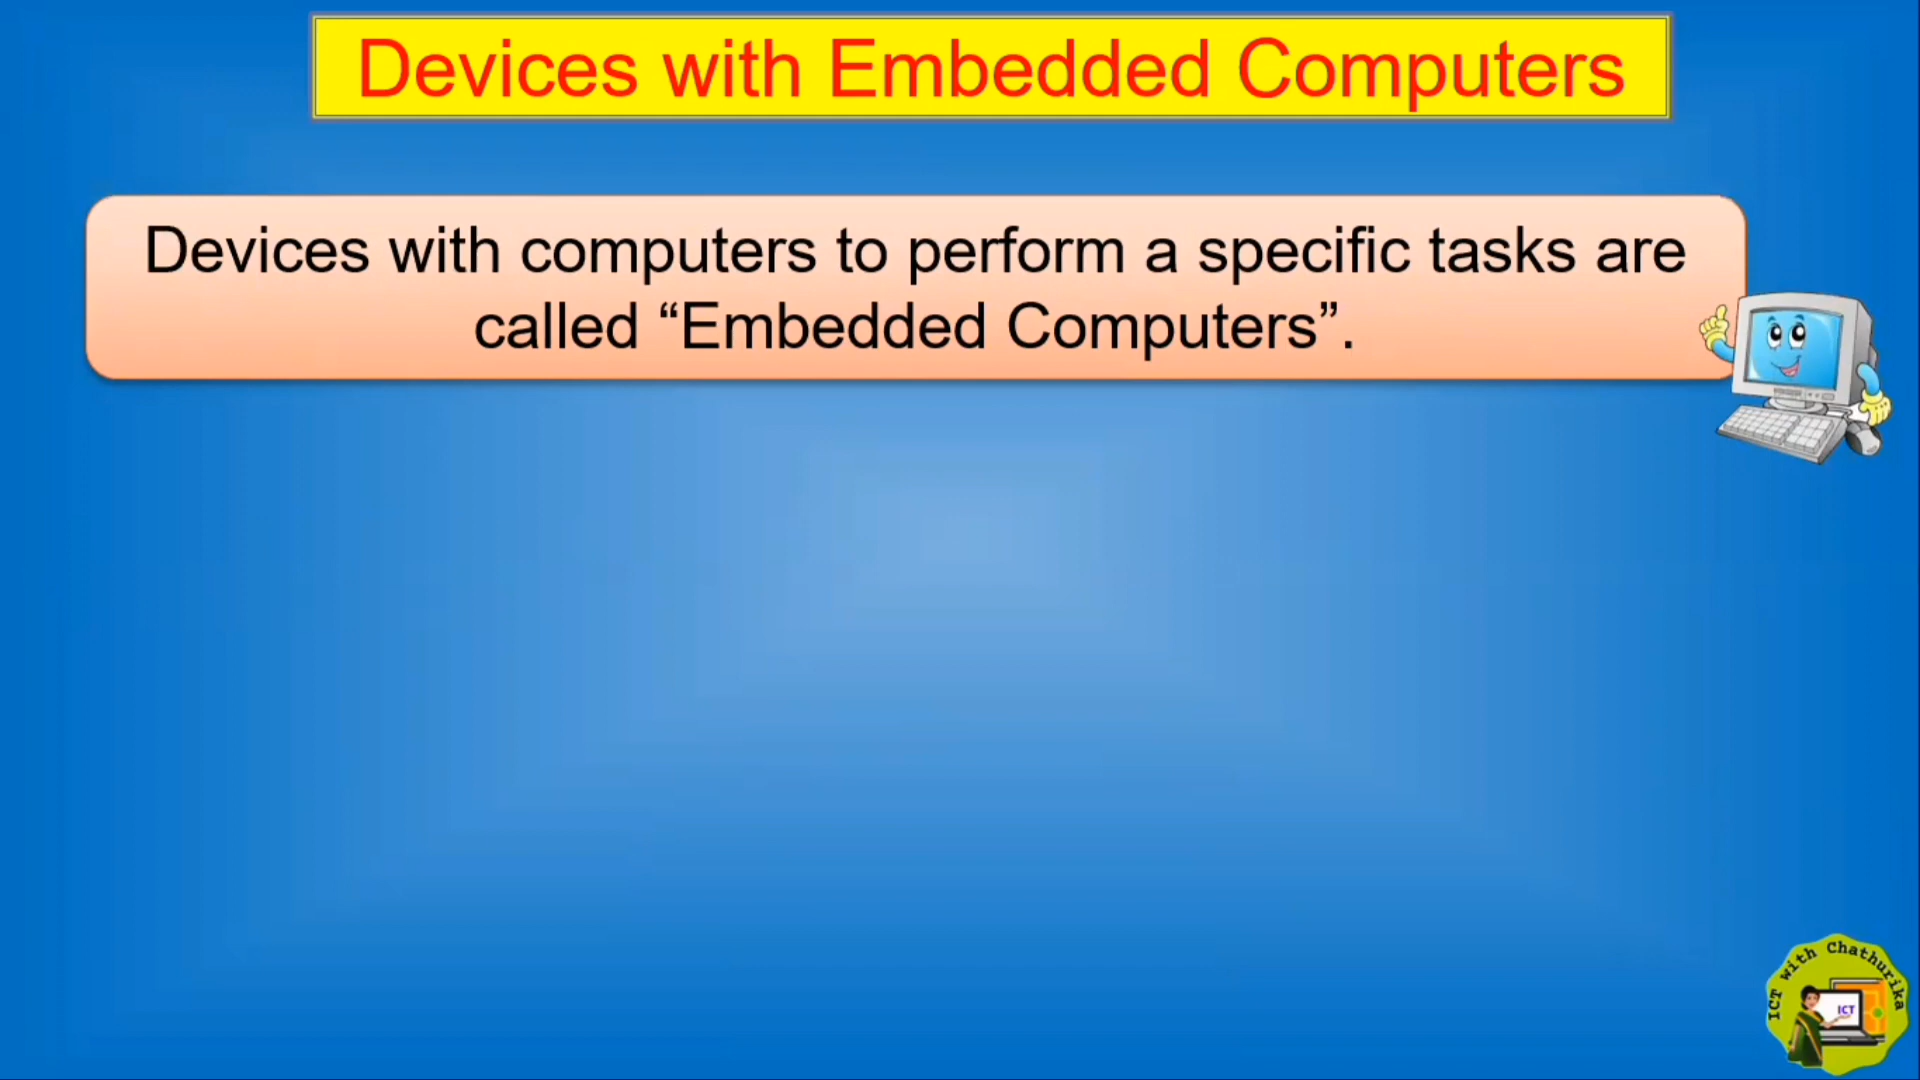 Devices with Embedded Computers
Devices with computers to perform a specific tasks are
called “Embedded Computers”.
ICT with Chathurika
ICT